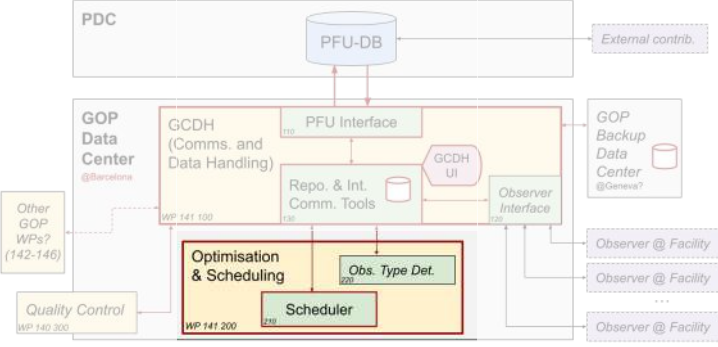 PDC
PFU-DB
External contrib.
GOP
Data
Center
@Barcelona
GCDH
(Comms. and
Data Handling)
PFU Interface
110
GCDH
UI
Repo. & Int.
Comm. Tools
130
Observer
Interface
120
WP 141 100
GOP
Backup
Data
Center
@Geneva?
Other
GOP
WPs?
(142-146)
Optimisation
& Scheduling
Obs. Type Det.
220
Scheduler
210
WP 141 200
Quality Control
WP 140 300
Observer @ Facility
Observer @ Facility
...
Observer @ Facility